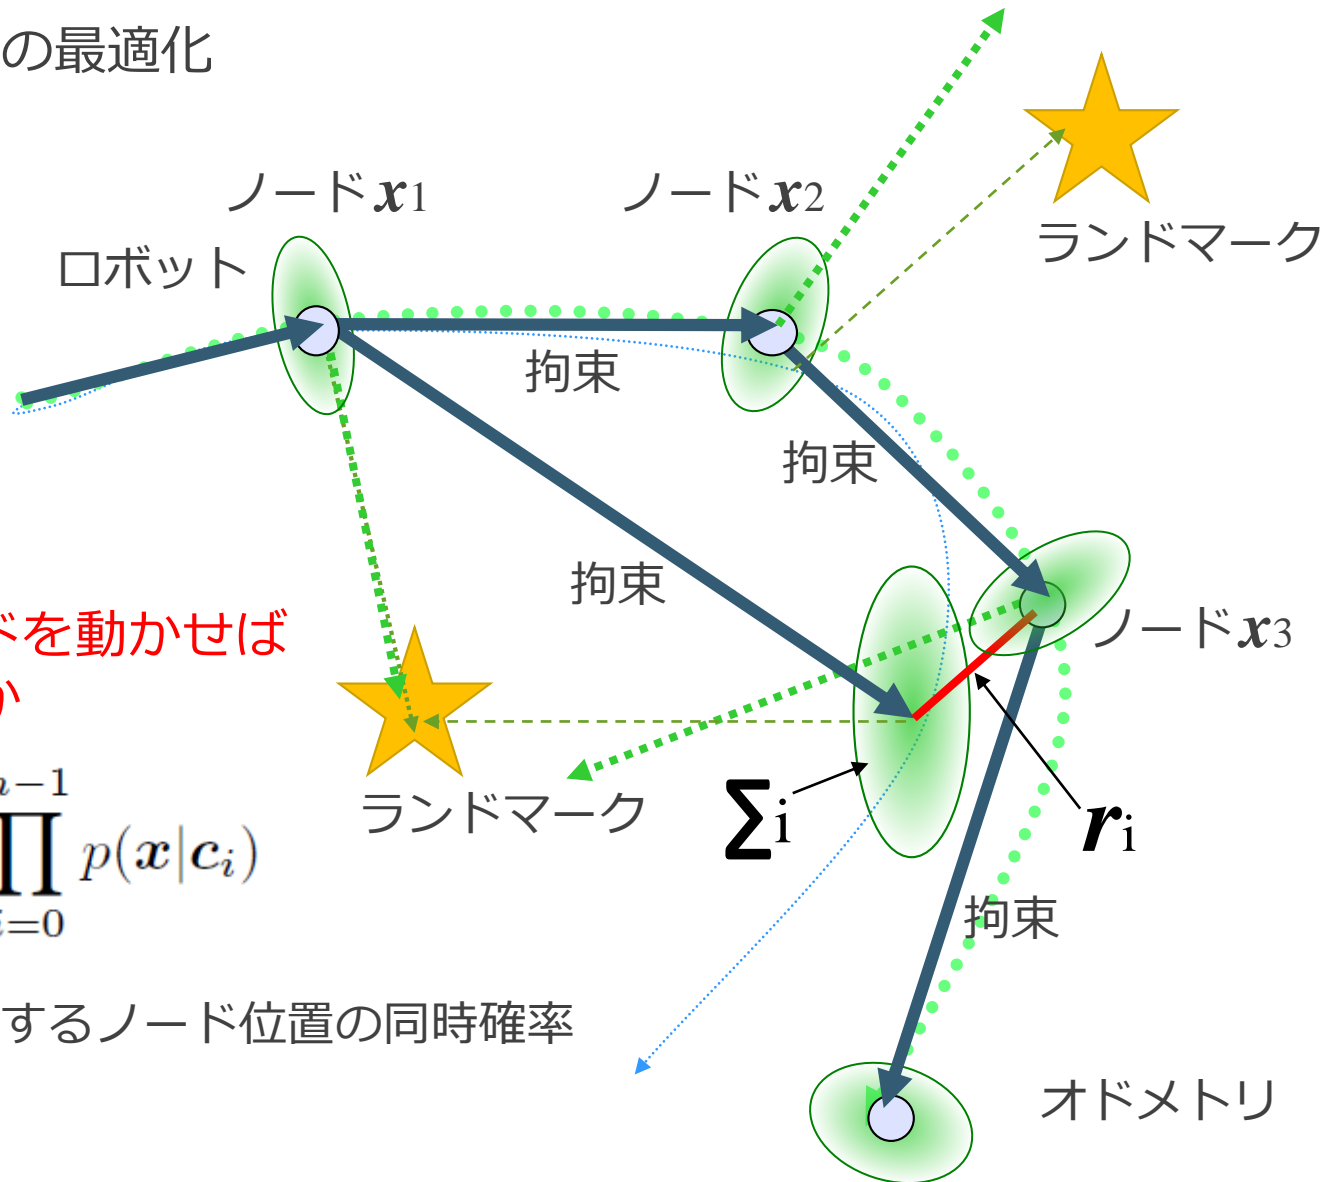 の最適化
ノードx1
ノードx2
ランドマーク
ロボット
拘束
拘束
拘束
ドを動かせば
か
ノードx3
ランドマーク
Σi
ri
n−1
∏ p(x|ci)
i=0
拘束
するノード位置の同時確率
オドメトリ